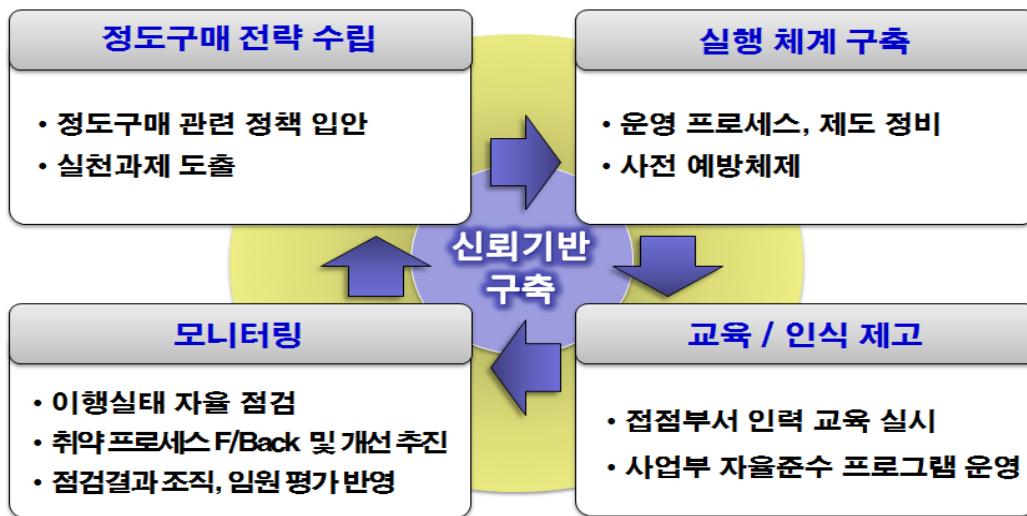 정도구매 전략 수립
• 정도구매 관련 정책 입안
• 실천과제 도출
실행 체계 구축
• 운영 프로세스, 제도 정비
• 사전 예방체제
신뢰기반
구축
모니터링
• 이행실태 자율 점검
• 취약 프로세스 F/Back 및 개선 추진
• 점검결과 조직, 임원 평가 반영
교육 / 인식 제고
• 접점부서 인력 교육 실시
• 사업부 자율준수 프로그램 운영